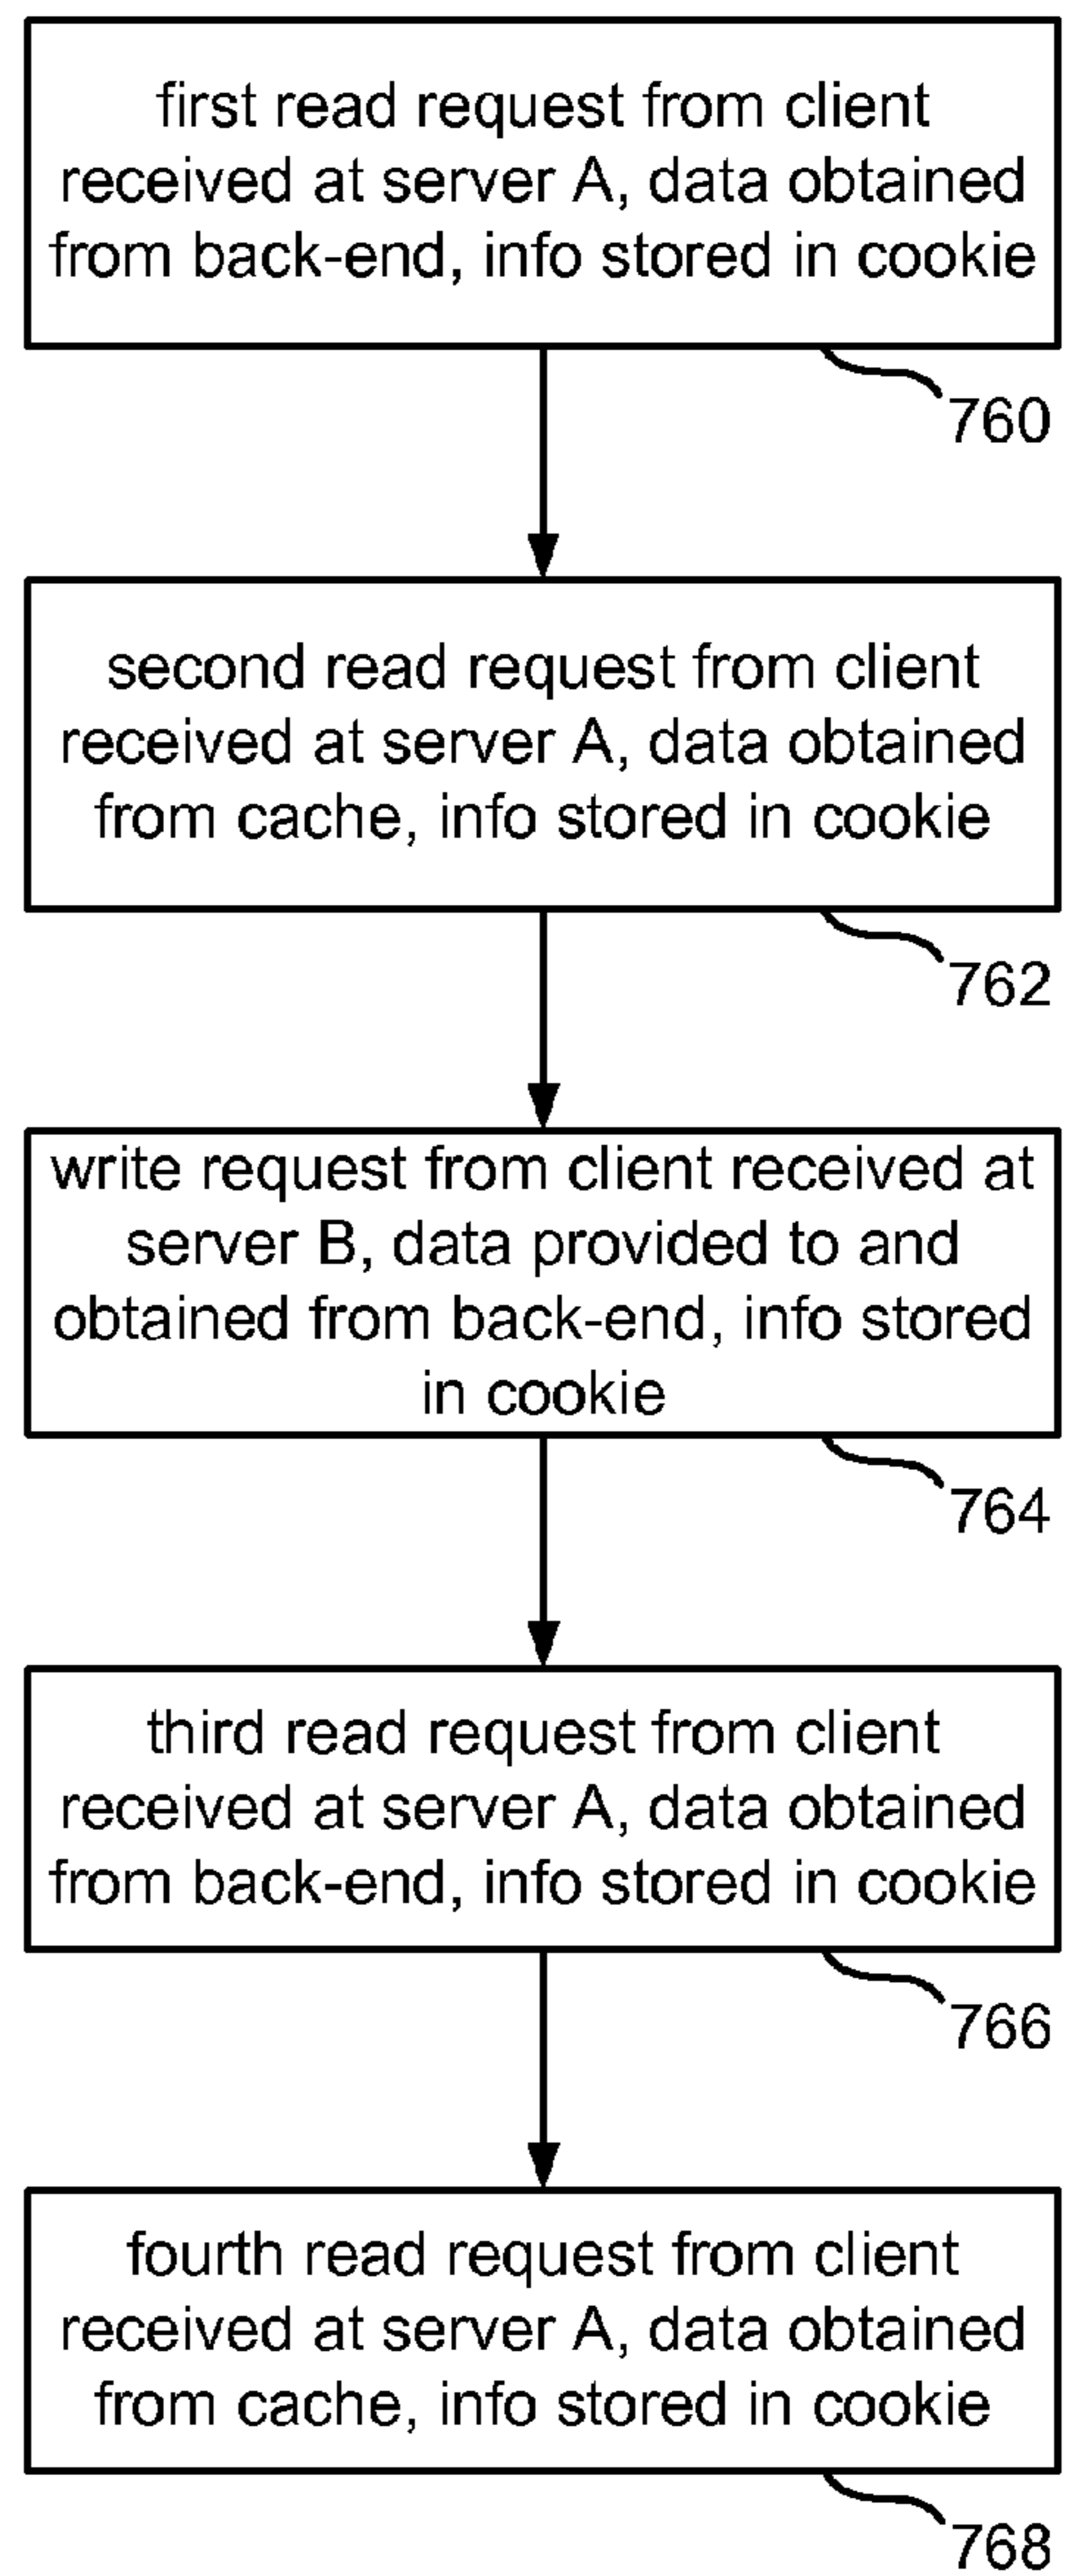 first read request from client
received at server A, data obtained
from back-end, info stored in cookie
760
second read request from client
received at server A, data obtained
from cache, info stored in cookie
762
write request from client received at
server B, data provided to and
obtained from back-end, info stored
in cookie
764
third read request from client
received at server A, data obtained
from back-end, info stored in cookie
766
fourth read request from client
received at server A, data obtained
from cache, info stored in cookie
768